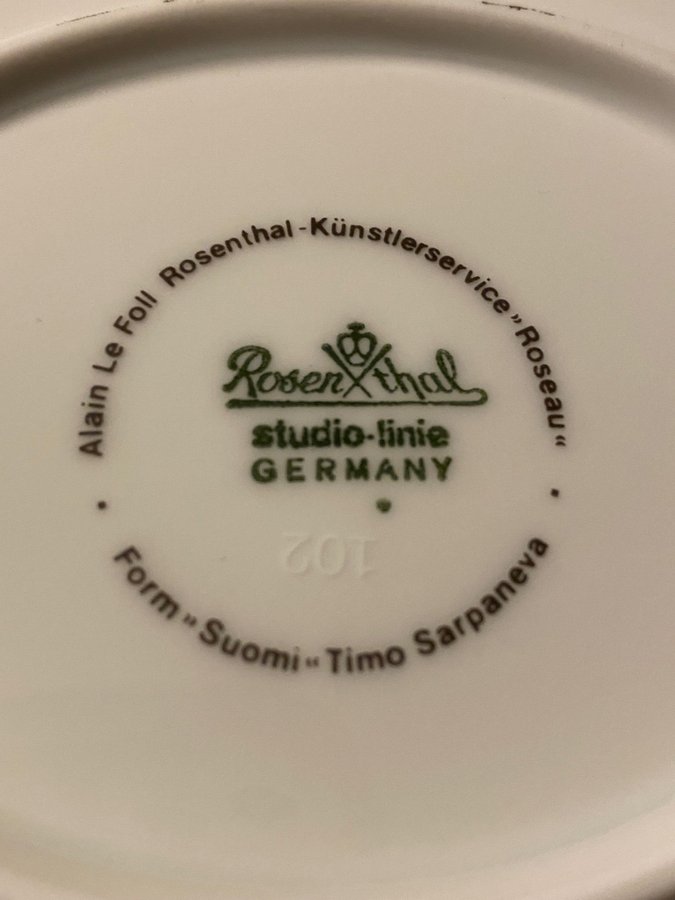 Alain Le Foll Rosenthal-Künstlerservice »Roseau«
Rosenthal
studio-linie
GERMANY
102
Form »Suomi« Timo Sarpaneva